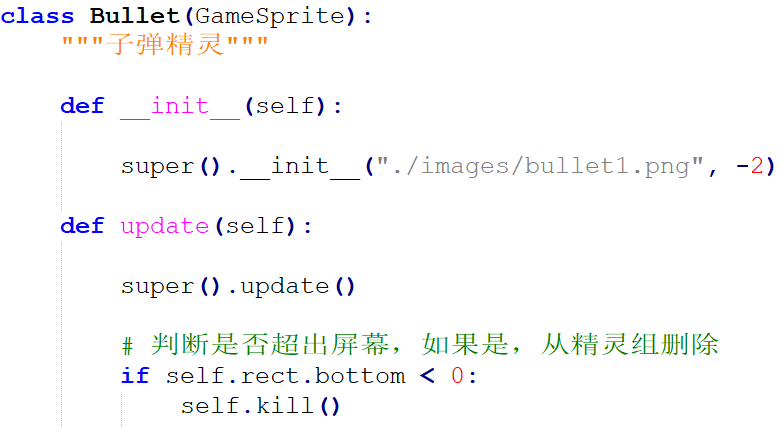 class Bullet(GameSprite):
    """子弹精灵"""

    def __init__(self):

        super().__init__("./images/bullet1.png", -2)

    def update(self):

        super().update()

        # 判断是否超出屏幕，如果是，从精灵组删除
        if self.rect.bottom < 0:
            self.kill()